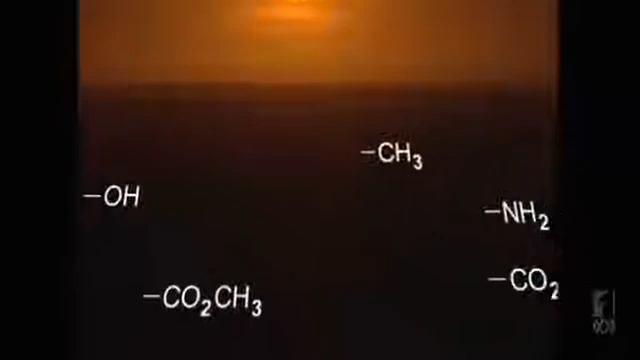 –CH₃
–OH
–NH₂
–CO₂
–CO₂CH₃